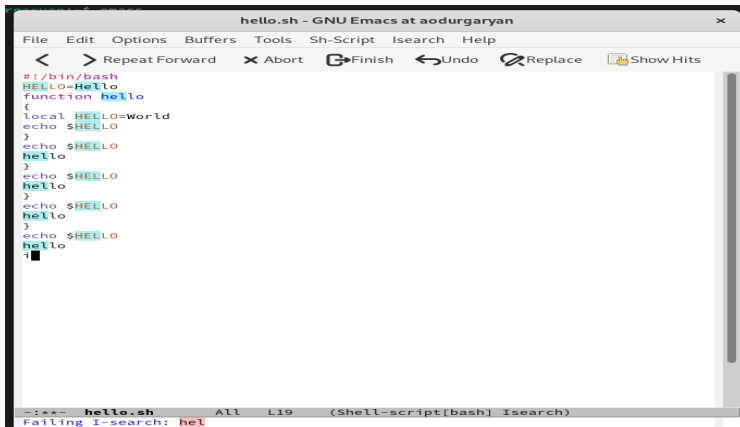 hello.sh - GNU Emacs at aodurgaryan ×
File Edit Options Buffers Tools Sh-Script Isearch Help
Repeat Forward Abort Finish Undo Replace Show Hits
#!/bin/bash
HELLO=Hello
function hello
{
local HELLO=World
echo $HELLO
}
echo $HELLO
hello
}
echo $HELLO
hello
}
echo $HELLO
hello
}
echo $HELLO
hello
i
-:**- hello.sh All L19 (Shell-script[bash] Isearch)
Failing I-search: hel